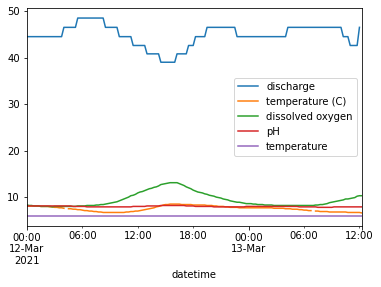 50
40
30
20
10
discharge
temperature (C)
dissolved oxygen
pH
temperature
00:00
12-Mar
2021
06:00
12:00
18:00
00:00
13-Mar
06:00
12:00
datetime